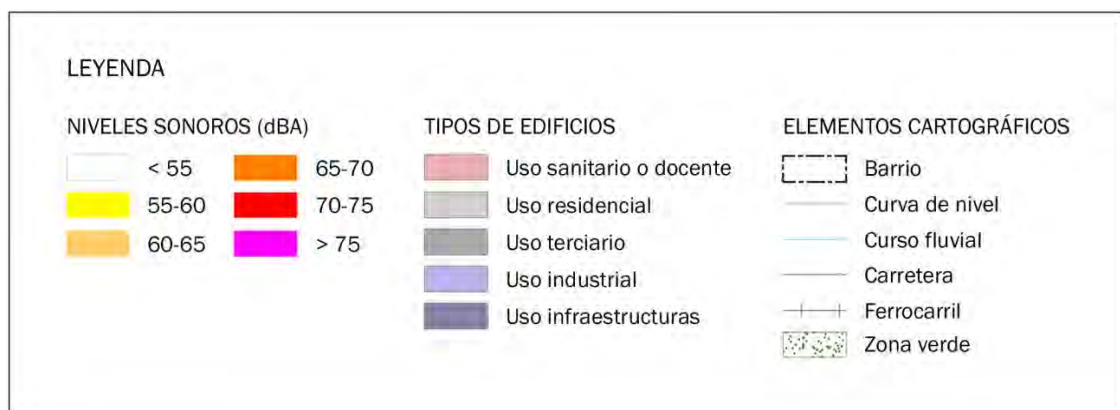 LEYENDA
NIVELES SONOROS (dBA)
< 55
65-70
55-60
70-75
60-65
> 75
TIPOS DE EDIFICIOS
Uso sanitario o docente
Uso residencial
Uso terciario
Uso industrial
Uso infraestructuras
ELEMENTOS CARTOGRÁFICOS
Barrio
Curva de nivel
Curso fluvial
Carretera
Ferrocarril
Zona verde